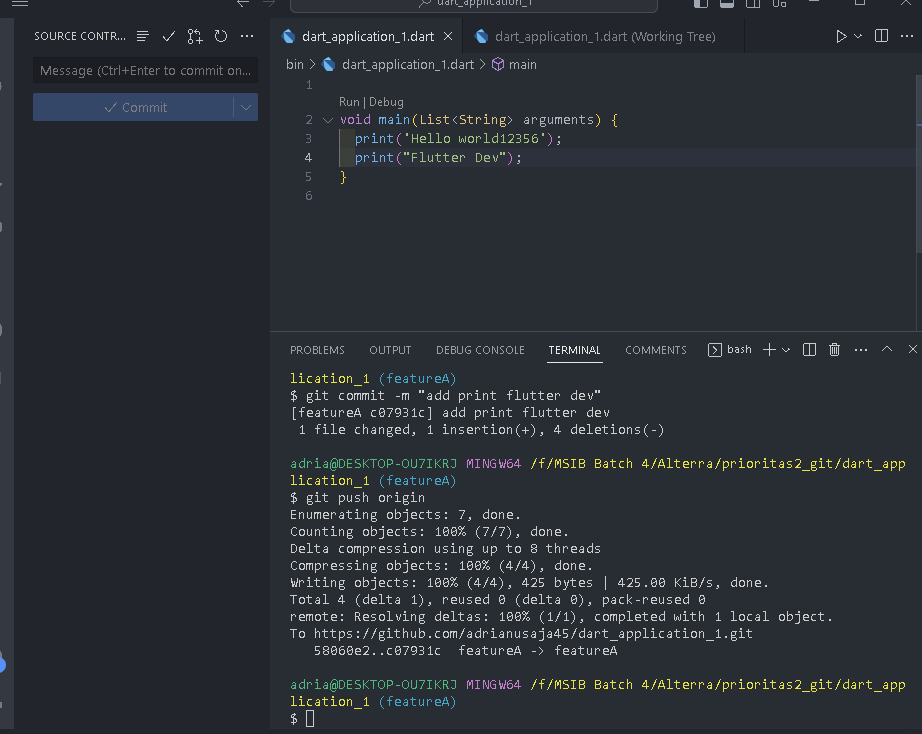 dart_application_1
SOURCE CONTR...
Message (Ctrl+Enter to commit on...
Commit
dart_application_1.dart
dart_application_1.dart (Working Tree)
bin > dart_application_1.dart > main
1
Run | Debug
2 void main(List<String> arguments) {
3 print('Hello world12356');
4 print("Flutter Dev");
5 }
6
PROBLEMS OUTPUT DEBUG CONSOLE TERMINAL COMMENTS bash
lication_1 (featureA)
$ git commit -m "add print flutter dev"
[featureA c07931c] add print flutter dev
1 file changed, 1 insertion(+), 4 deletions(-)
adria@DESKTOP-OU7IKRJ MINGW64 /f/MSIB Batch 4/Alterra/prioritas2_git/dart_app
lication_1 (featureA)
$ git push origin
Enumerating objects: 7, done.
Counting objects: 100% (7/7), done.
Delta compression using up to 8 threads
Compressing objects: 100% (4/4), done.
Writing objects: 100% (4/4), 425 bytes | 425.00 KiB/s, done.
Total 4 (delta 1), reused 0 (delta 0), pack-reused 0
remote: Resolving deltas: 100% (1/1), completed with 1 local object.
To https://github.com/adrianusaja45/dart_application_1.git
58060e2..c07931c featureA -> featureA
adria@DESKTOP-OU7IKRJ MINGW64 /f/MSIB Batch 4/Alterra/prioritas2_git/dart_app
lication_1 (featureA)
$